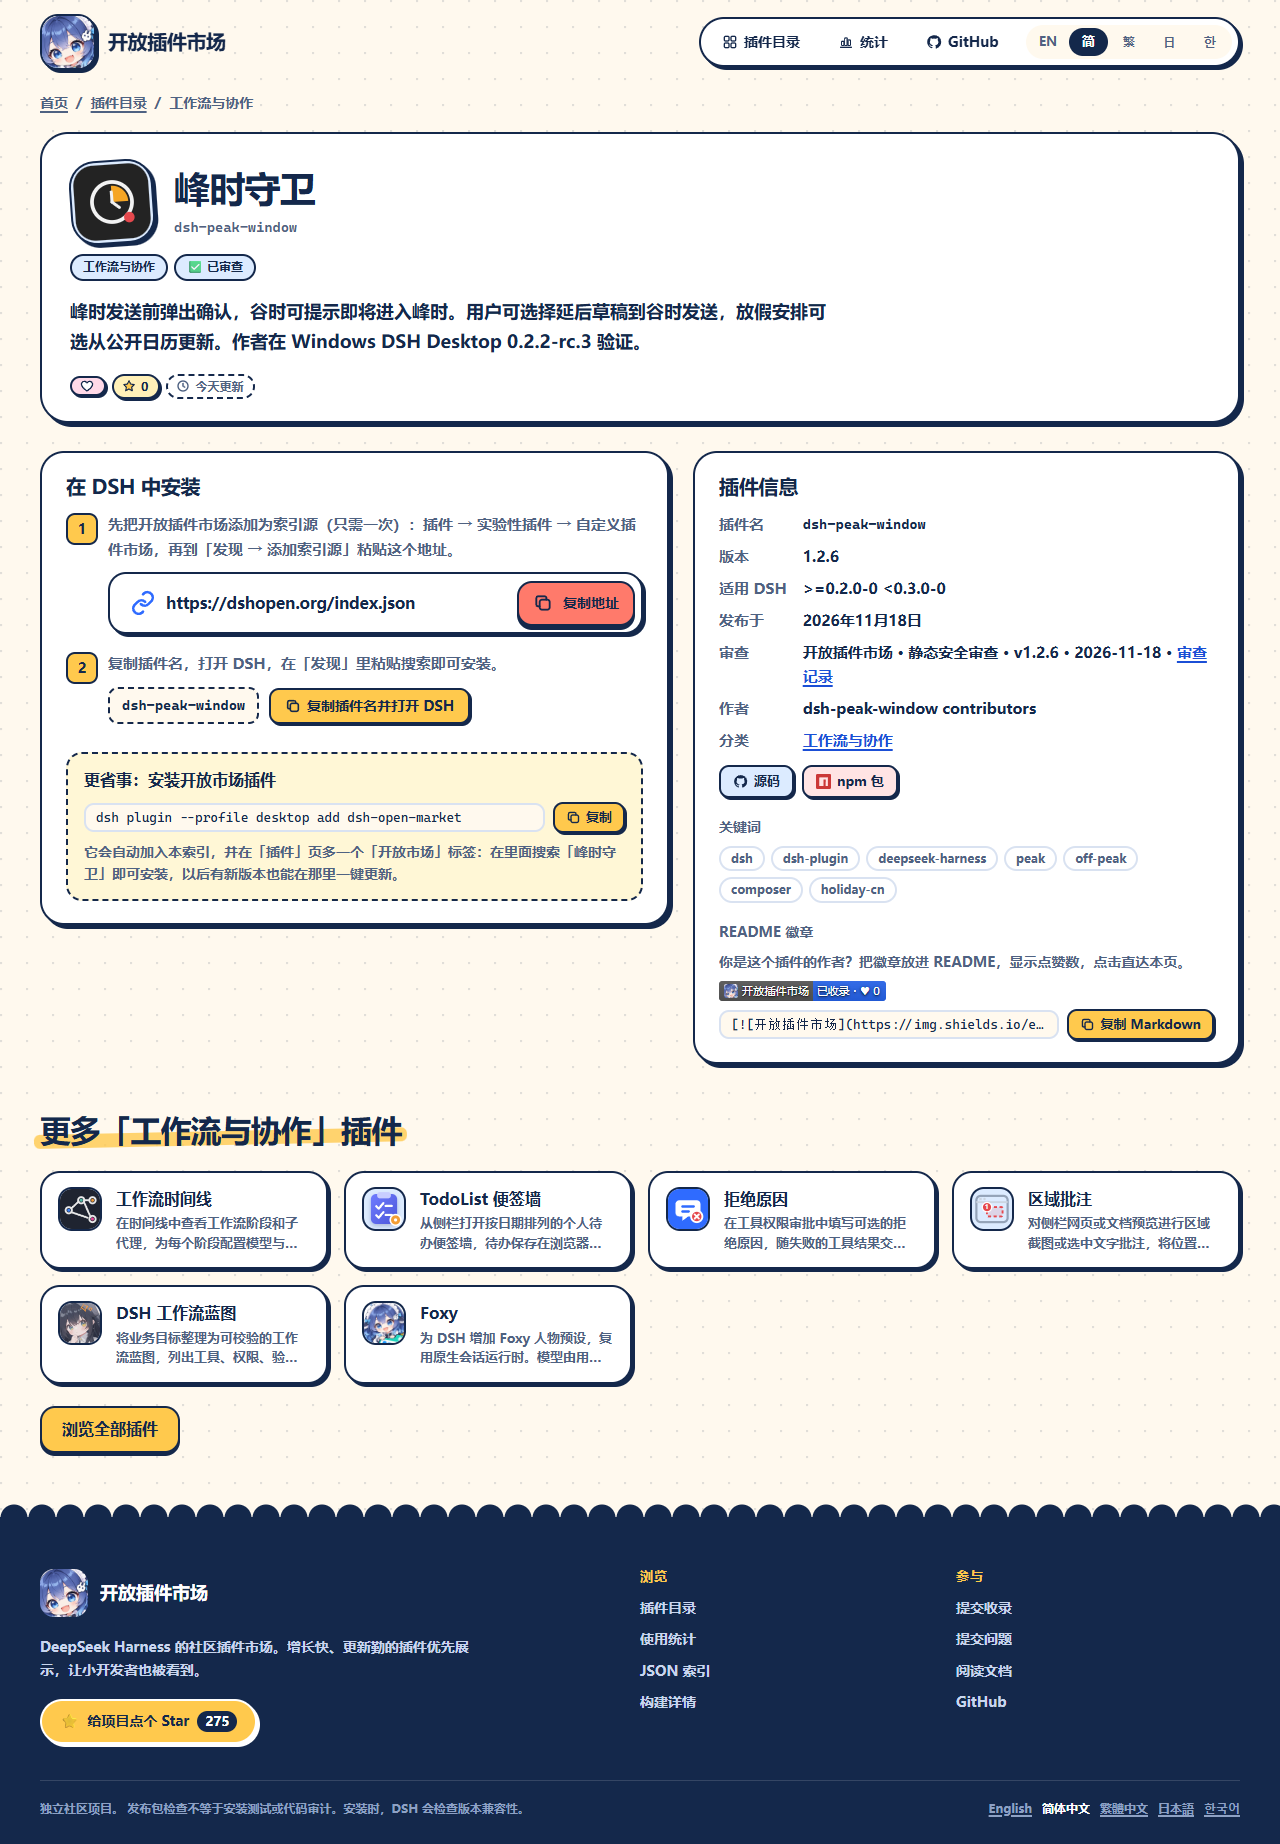 开放插件市场
插件目录 统计 GitHub EN 简 繁 日 한
首页 / 插件目录 / 工作流与协作
峰时守卫
dsh-peak-window
工作流与协作 ✅ 已审查
峰时发送前弹出确认，谷时可提示即将进入峰时。用户可选择延后草稿到谷时发送，放假安排可
选从公开日历更新。作者在 Windows DSH Desktop 0.2.2-rc.3 验证。
0 今天更新
在 DSH 中安装
1 先把开放插件市场添加为索引源（只需一次）：插件 → 实验性插件 → 自定义插
件市场，再到「发现 → 添加索引源」粘贴这个地址。
https://dshopen.org/index.json 复制地址
2 复制插件名，打开 DSH，在「发现」里粘贴搜索即可安装。
dsh-peak-window 复制插件名并打开 DSH
更省事：安装开放市场插件
dsh plugin --profile desktop add dsh-open-market 复制
它会自动加入本索引，并在「插件」页多一个「开放市场」标签：在里面搜索「峰时守
卫」即可安装，以后有新版本也能在那里一键更新。
插件信息
插件名 dsh-peak-window
版本 1.2.6
适用 DSH >=0.2.0-0 <0.3.0-0
发布于 2026年11月18日
审查 开放插件市场 • 静态安全审查 • v1.2.6 • 2026-11-18 • 审查
记录
作者 dsh-peak-window contributors
分类 工作流与协作
源码 npm 包
关键词
dsh dsh-plugin deepseek-harness peak off-peak
composer holiday-cn
README 徽章
你是这个插件的作者？把徽章放进 README，显示点赞数，点击直达本页。
开放插件市场 已收录 · ♥ 0
[![开放插件市场](https://img.shields.io/e… 复制 Markdown
更多「工作流与协作」插件
工作流时间线
在时间线中查看工作流阶段和子
代理，为每个阶段配置模型与…
TodoList 便签墙
从侧栏打开按日期排列的个人待
办便签墙，待办保存在浏览器…
拒绝原因
在工具权限审批中填写可选的拒
绝原因，随失败的工具结果交…
区域批注
对侧栏网页或文档预览进行区域
截图或选中文字批注，将位置…
DSH 工作流蓝图
将业务目标整理为可校验的工作
流蓝图，列出工具、权限、验…
Foxy
为 DSH 增加 Foxy 人物预设，复
用原生会话运行时。模型由用…
浏览全部插件
开放插件市场
DeepSeek Harness 的社区插件市场。增长快、更新勤的插件优先展
示，让小开发者也被看到。
给项目点个 Star 275
浏览
插件目录
使用统计
JSON 索引
构建详情
参与
提交收录
提交问题
阅读文档
GitHub
独立社区项目。 发布包检查不等于安装测试或代码审计。安装时，DSH 会检查版本兼容性。
English 简体中文 繁體中文 日本語 한국어